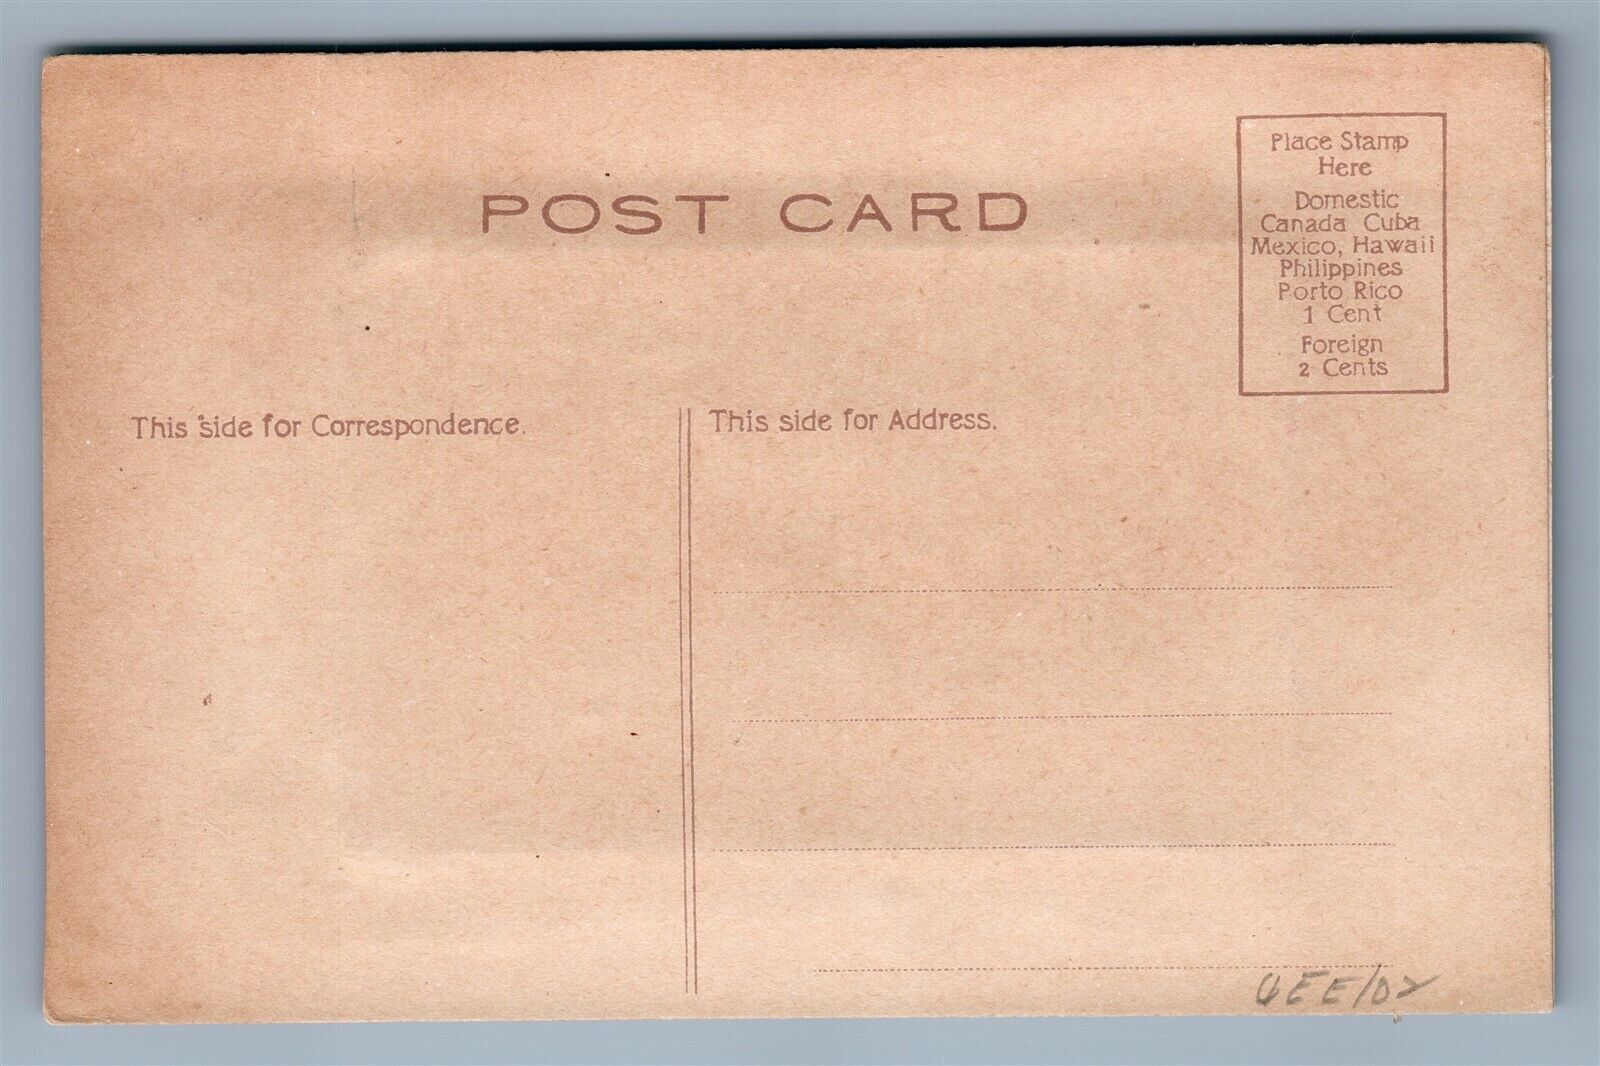 POST CARD
Place Stamp
Here
Domestic
Canada Cuba
Mexico, Hawaii
Philippines
Porto Rico
1 Cent
Foreign
2 Cents
This side for Correspondence.
This side for Address.